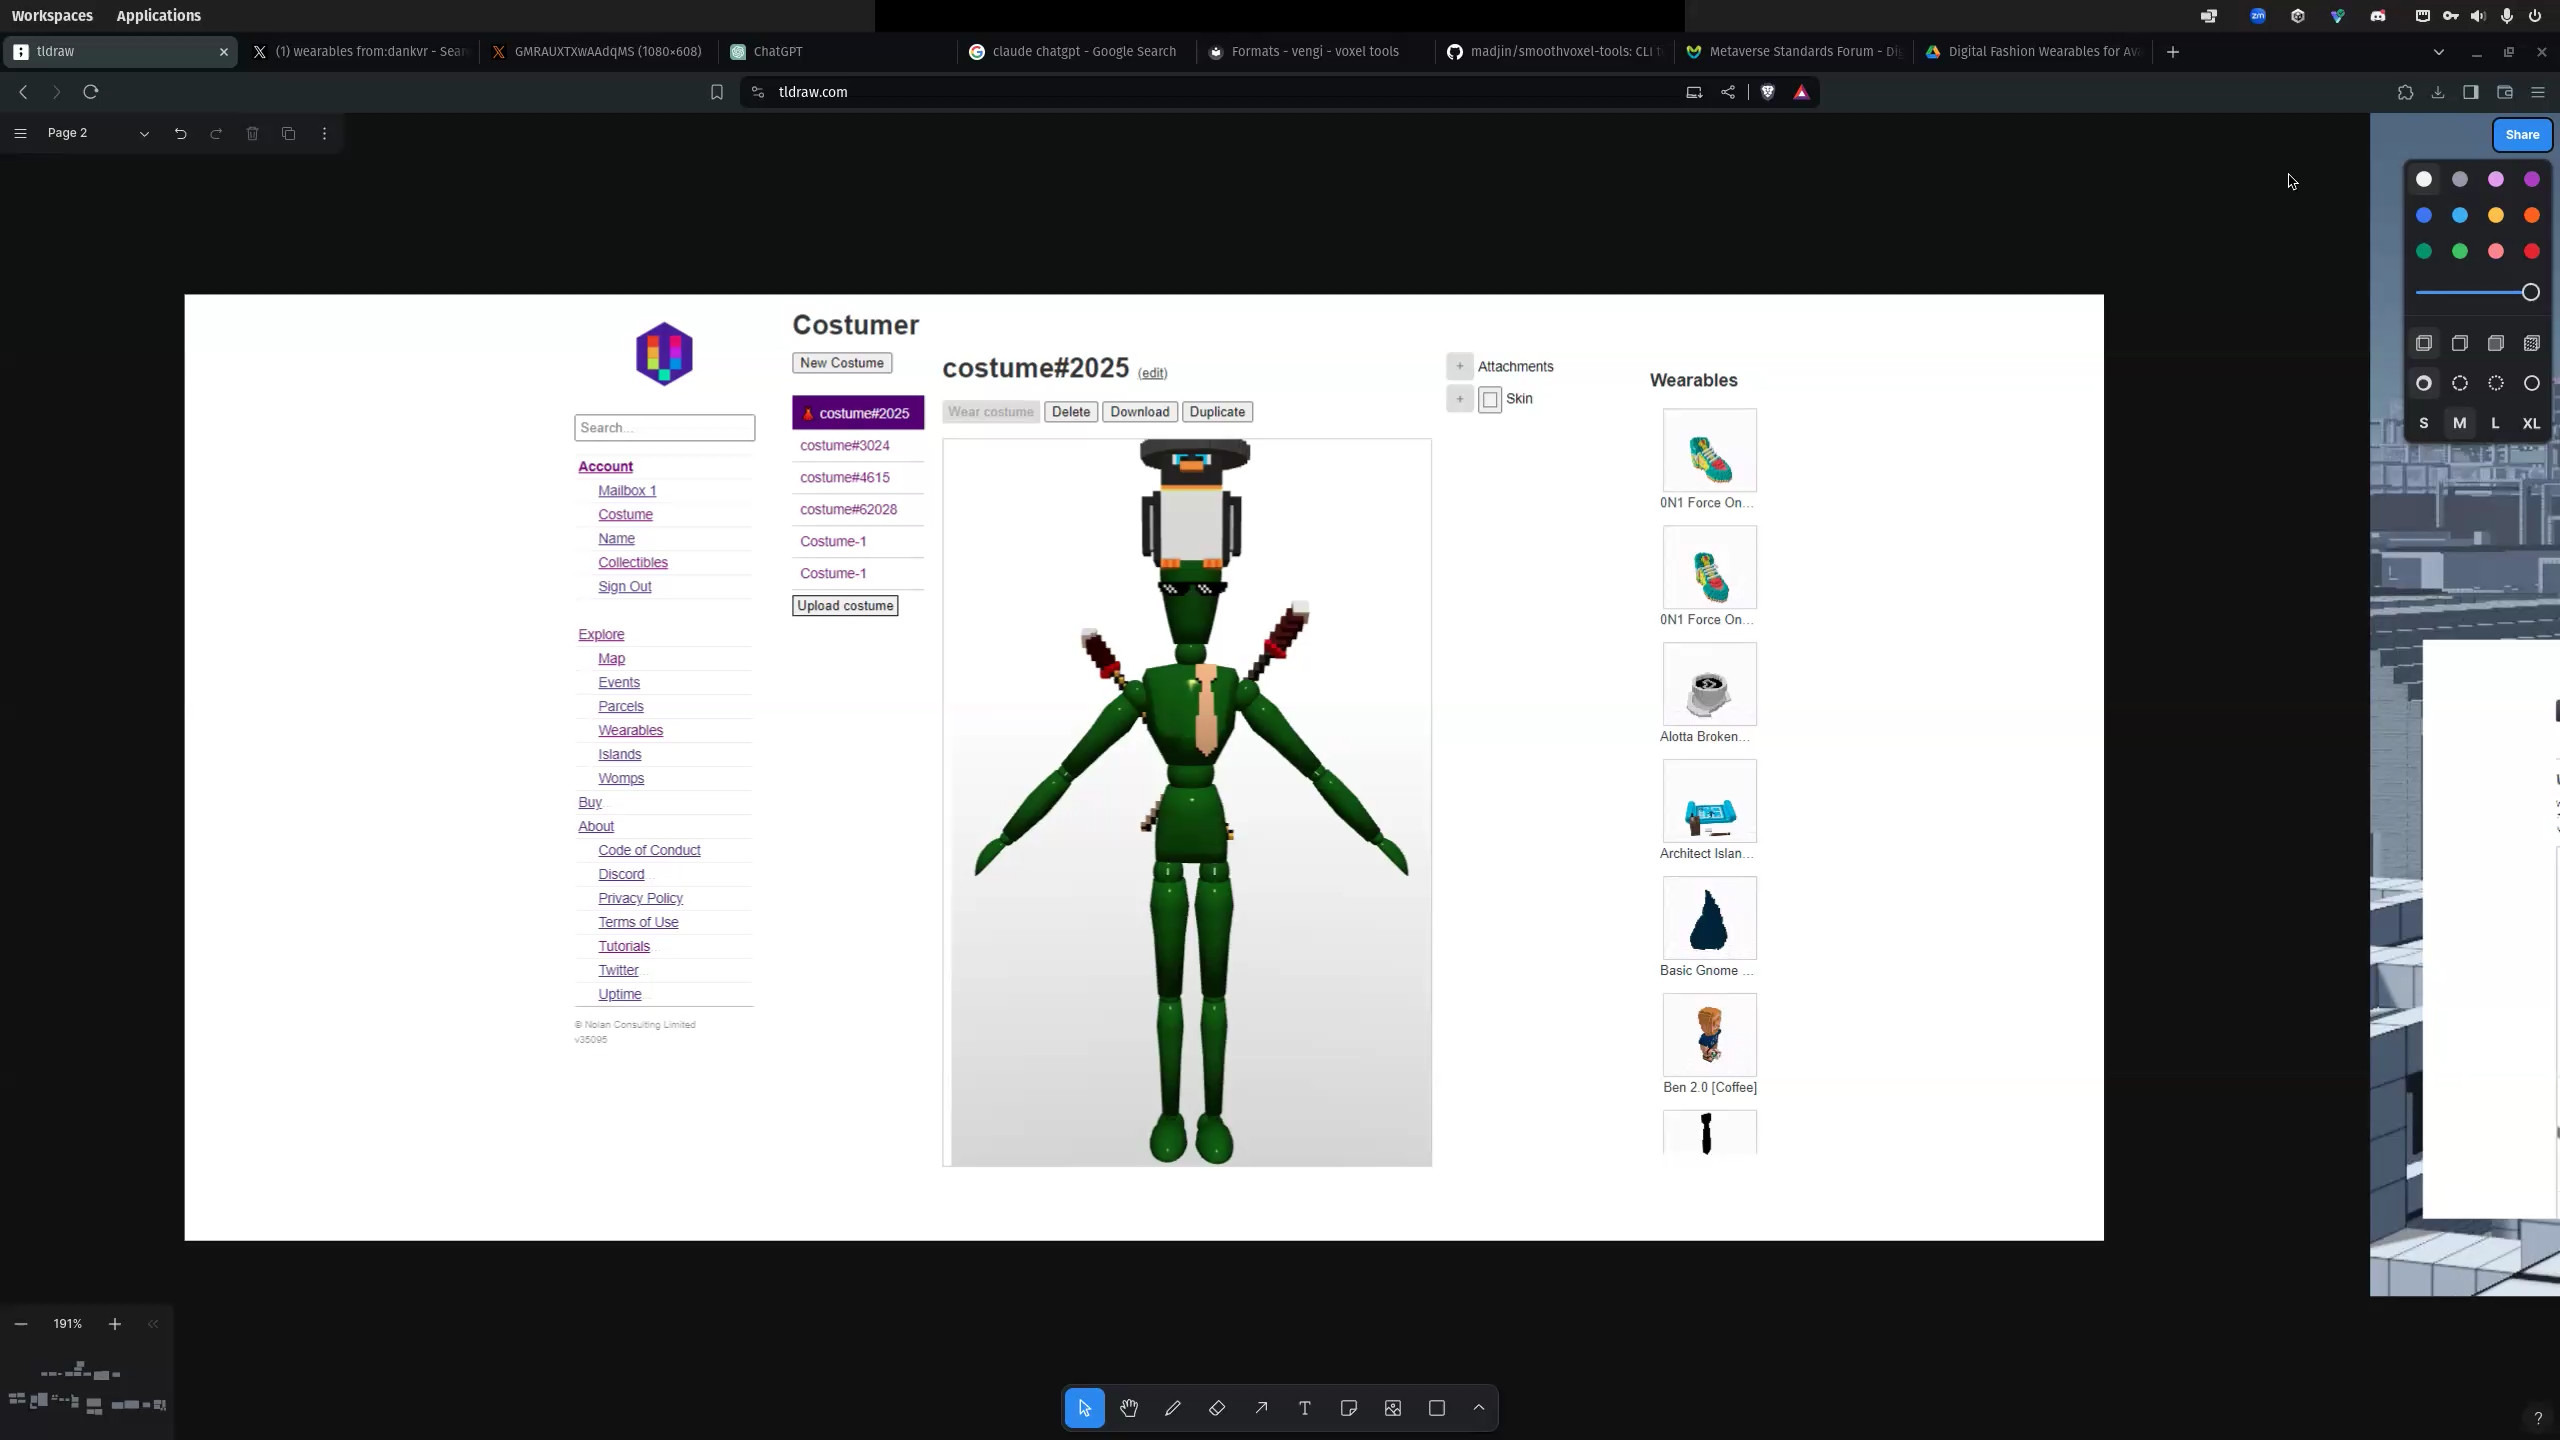 Workspaces Applications
tldraw
(1) wearables from:dankvr - Sear
GMRAUXTXwAAdqMS (1080×608)
ChatGPT
claude chatgpt - Google Search
Formats - vengi - voxel tools
madjin/smoothvoxel-tools: CLI t
Metaverse Standards Forum - Di
Digital Fashion Wearables for Ava
tldraw.com
Page 2
Share
S M L XL
Costumer
New Costume
costume#2025
costume#3024
costume#4615
costume#62028
Costume-1
Costume-1
Upload costume
costume#2025 (edit)
Wear costume Delete Download Duplicate
+ Attachments
+ Skin
Wearables
0N1 Force On...
0N1 Force On...
Alotta Broken...
Architect Islan...
Basic Gnome ...
Ben 2.0 [Coffee]
Search...
Account
Mailbox 1
Costume
Name
Collectibles
Sign Out
Explore
Map
Events
Parcels
Wearables
Islands
Womps
Buy
About
Code of Conduct
Discord
Privacy Policy
Terms of Use
Tutorials
Twitter
Uptime
© Nolan Consulting Limited
v35095
191%